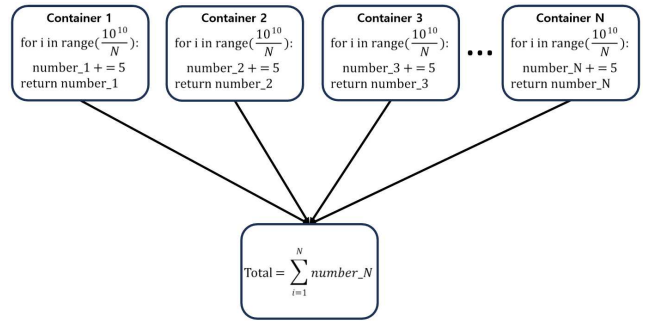 Container 1
for i in range(10^10/N):
number_1 += 5
return number_1
Container 2
for i in range(10^10/N):
number_2 += 5
return number_2
Container 3
for i in range(10^10/N):
number_3 += 5
return number_3
•••
Container N
for i in range(10^10/N):
number_N += 5
return number_N
Total = ∑_{i=1}^{N} number_N